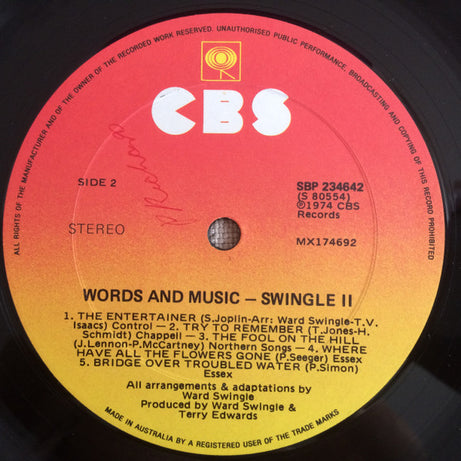 ALL RIGHTS OF THE MANUFACTURER AND OF THE OWNER OF THE RECORDED WORK RESERVED. UNAUTHORISED PUBLIC PERFORMANCE, BROADCASTING AND COPYING OF THIS RECORD PROHIBITED
CBS
SIDE 2
STEREO
SBP 234642
(S 80554)
℗1974 CBS
Records
MX174692
WORDS AND MUSIC – SWINGLE II
1. THE ENTERTAINER (S.Joplin-Arr: Ward Swingle-T.V.
Isaacs) Control – 2. TRY TO REMEMBER (T.Jones-H.
Schmidt) Chappell – 3. THE FOOL ON THE HILL
(J.Lennon-P.McCartney) Northern Songs – 4. WHERE
HAVE ALL THE FLOWERS GONE (P.Seeger) Essex
5. BRIDGE OVER TROUBLED WATER (P.Simon)
Essex
All arrangements & adaptations by
Ward Swingle
Produced by Ward Swingle &
Terry Edwards
MADE IN AUSTRALIA BY A REGISTERED USER OF THE TRADE MARKS